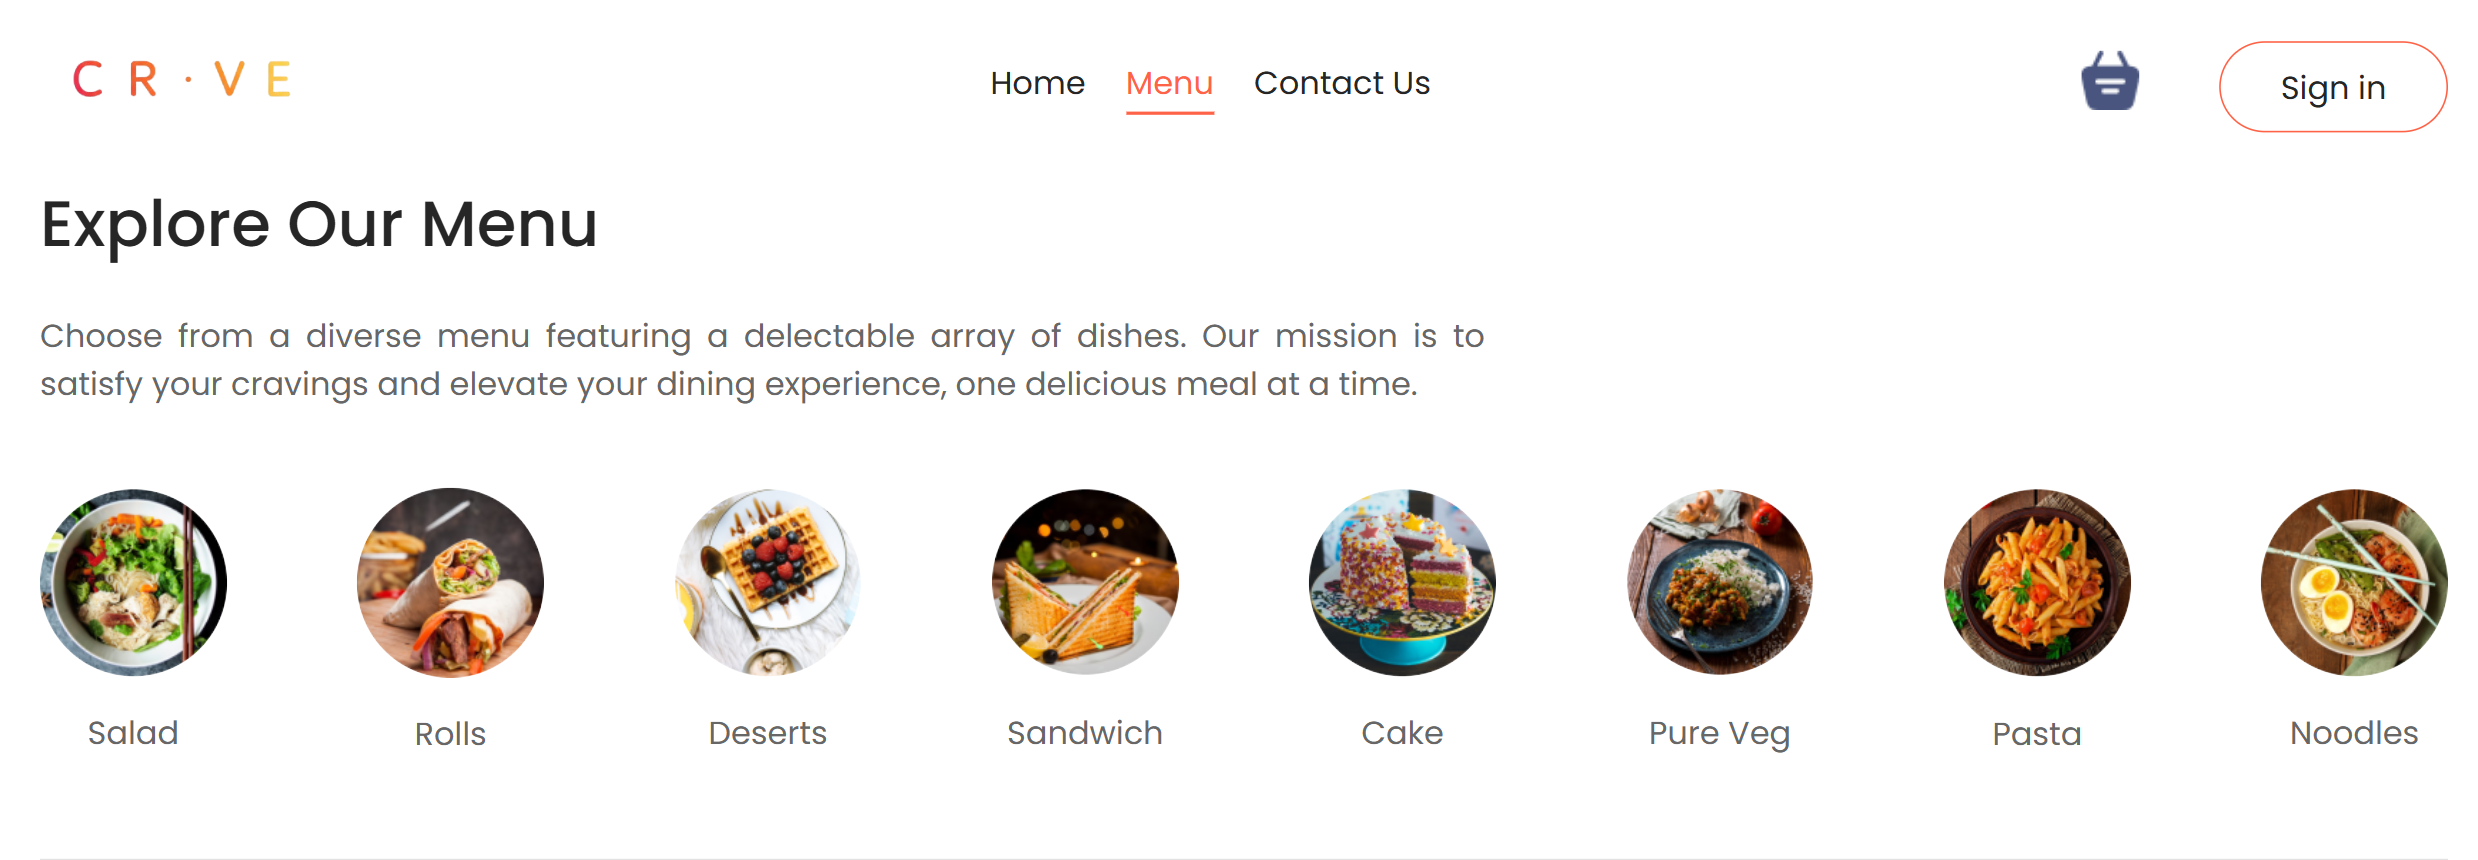 CR·VE
Home Menu Contact Us
Sign in
Explore Our Menu
Choose from a diverse menu featuring a delectable array of dishes. Our mission is to
satisfy your cravings and elevate your dining experience, one delicious meal at a time.
Salad Rolls Deserts Sandwich Cake Pure Veg Pasta Noodles